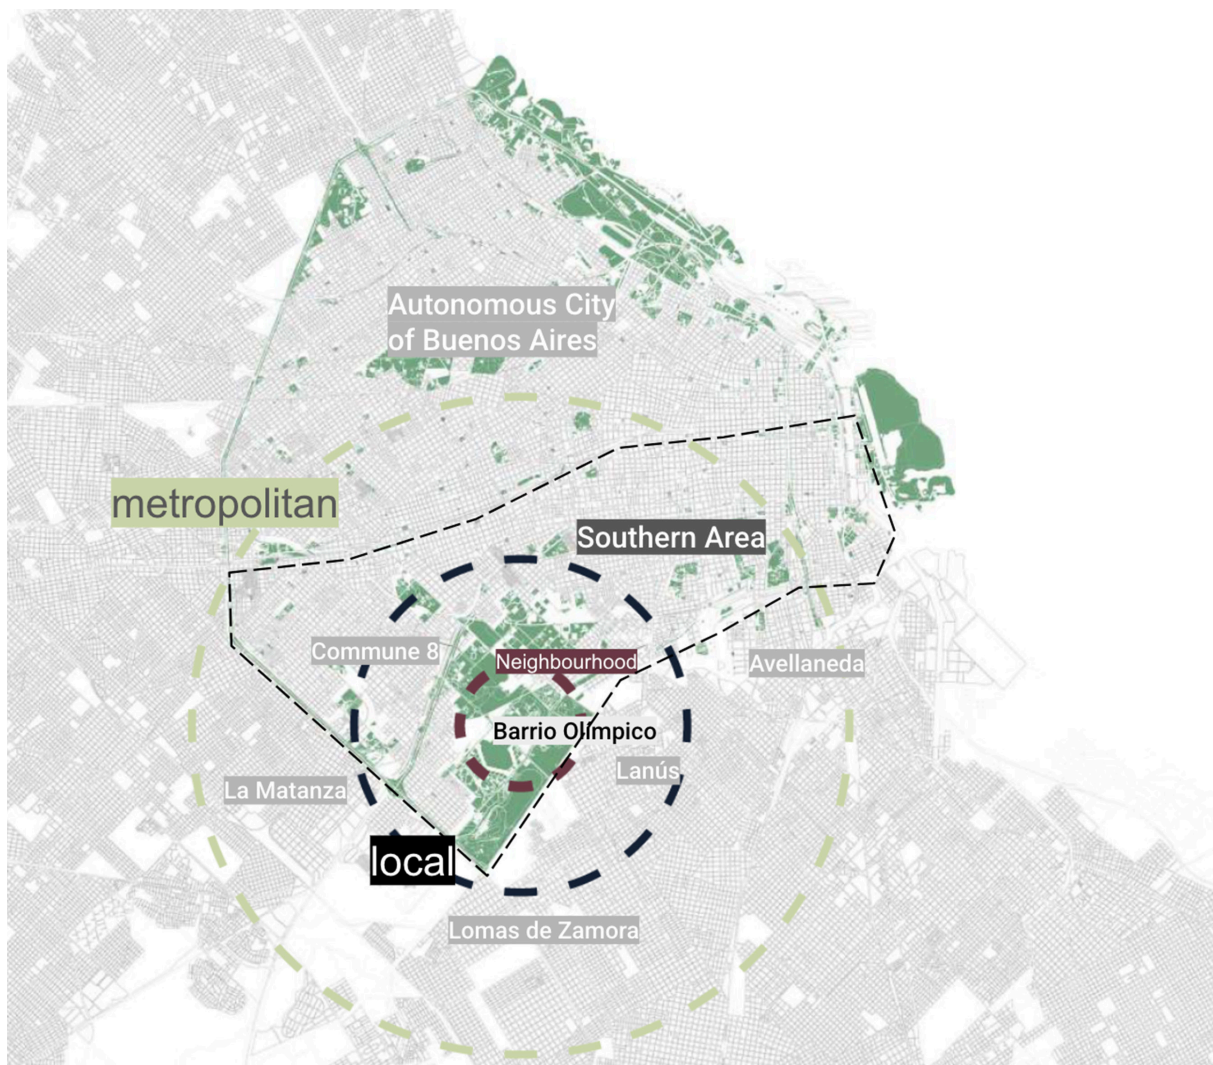 Autonomous City
of Buenos Aires
metropolitan
Southern Area
Commune 8
Neighbourhood
Avellaneda
Barrio Olímpico
Lanús
La Matanza
local
Lomas de Zamora